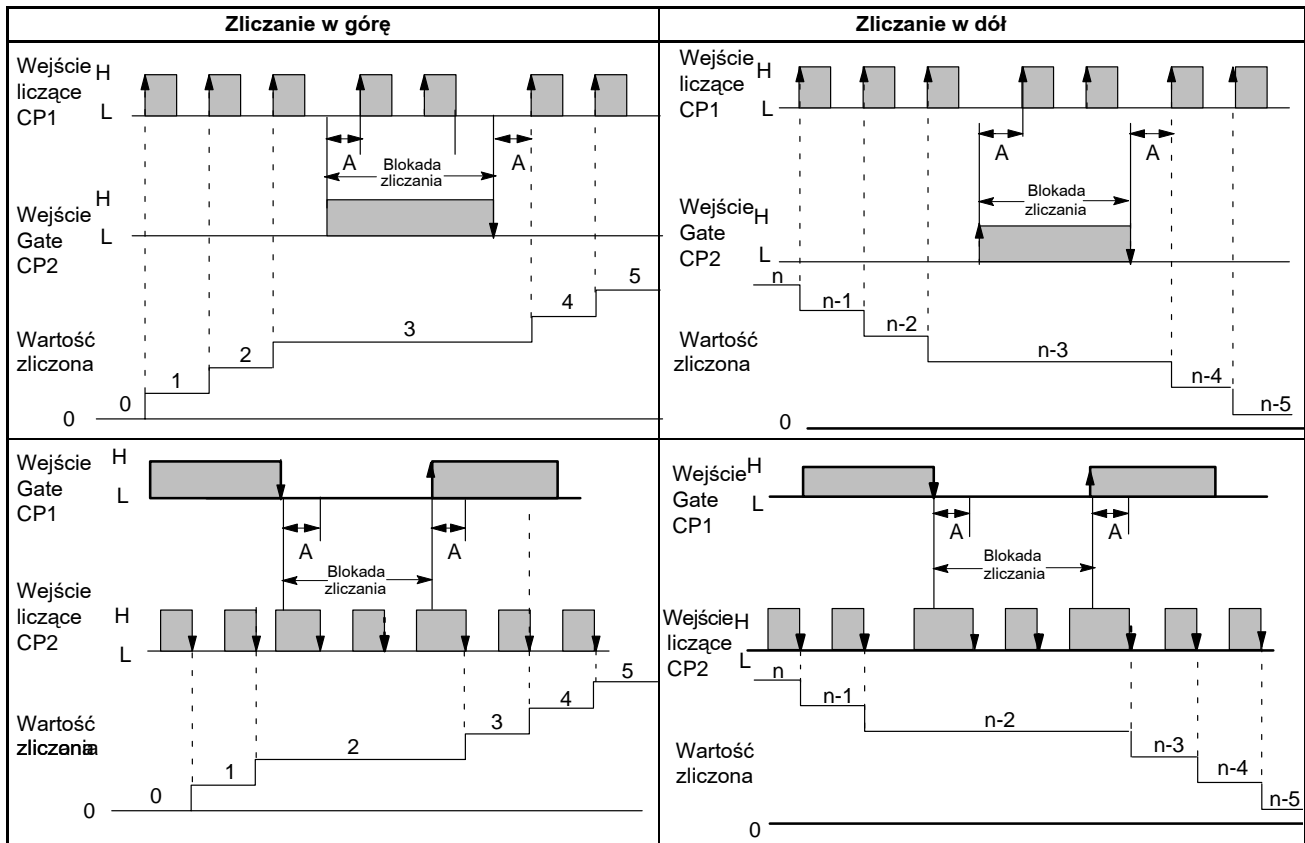 Zliczanie w górę
Wejście
liczące
CP1
H
L
A
A
Blokada
zliczania
Wejście
Gate
CP2
H
L
Wartość
zliczona
0
0
1
2
3
4
5
Zliczanie w dół
Wejście
liczące
CP1
H
L
A
A
Blokada
zliczania
Wejście
Gate
CP2
H
L
Wartość
zliczona
n
n-1
n-2
n-3
n-4
n-5
0
Wejście
Gate
CP1
H
L
A
A
Blokada
zliczania
Wejście
liczące
CP2
H
L
Wartość
0
0
1
2
3
4
5
Wejście
Gate
CP1
H
L
A
A
Blokada
zliczania
Wejście
liczące
CP2
H
L
Wartość
zliczona
n
n-1
n-2
n-3
n-4
n-5
0